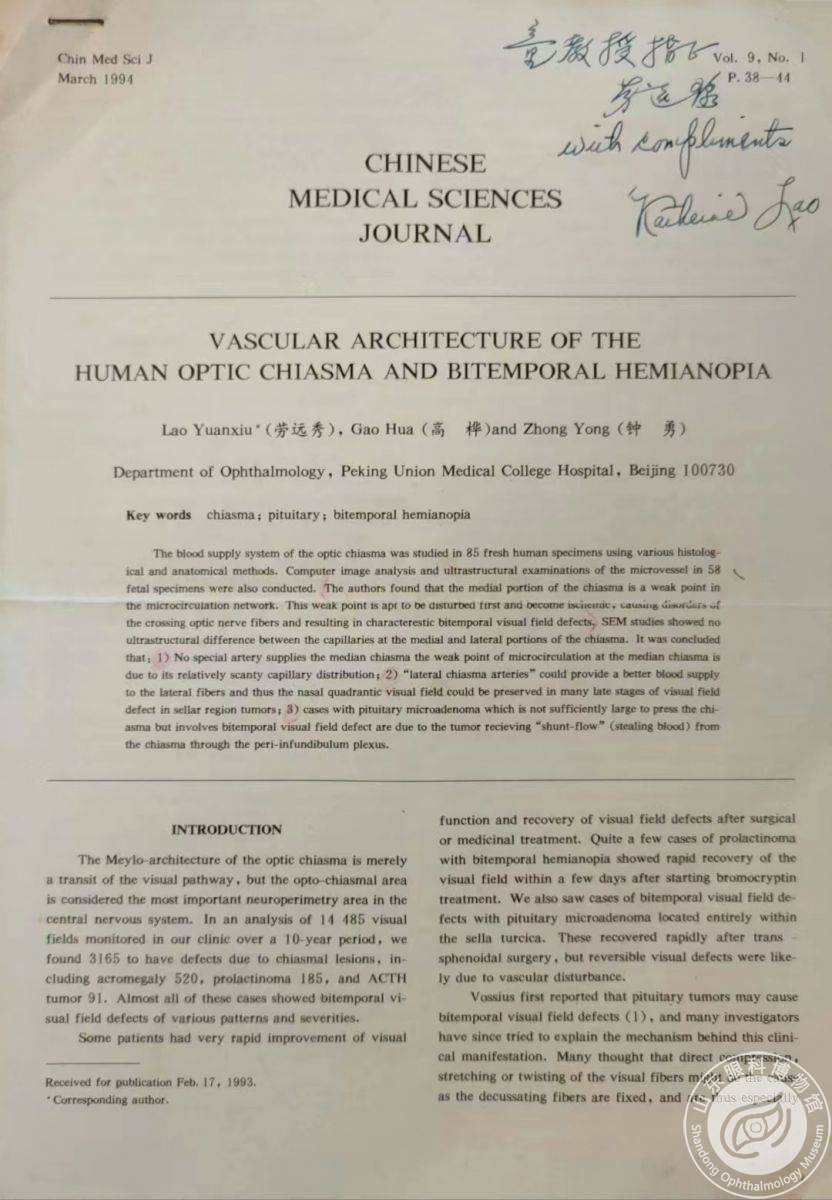 Chin Med Sci J
March 1994
Vol. 9, No. 1
P. 38—44
童教授指正
劳远琇
with compliments
Katherine Lao
CHINESE
MEDICAL SCIENCES
JOURNAL
VASCULAR ARCHITECTURE OF THE
HUMAN OPTIC CHIASMA AND BITEMPORAL HEMIANOPIA
Lao Yuanxiu* (劳远秀), Gao Hua (高 桦)and Zhong Yong (钟 勇)
Department of Ophthalmology, Peking Union Medical College Hospital, Beijing 100730
Key words chiasma; pituitary; bitemporal hemianopia
The blood supply system of the optic chiasma was studied in 85 fresh human specimens using various histolog-
ical and anatomical methods. Computer image analysis and ultrastructural examinations of the microvessel in 58
fetal specimens were also conducted. The authors found that the medial portion of the chiasma is a weak point in
the microcirculation network. This weak point is apt to be disturbed first and become ischemic, causing disorders of
the crossing optic nerve fibers and resulting in characterestic bitemporal visual field defects. SEM studies showed no
ultrastructural difference between the capillaries at the medial and lateral portions of the chiasma. It was concluded
that: 1) No special artery supplies the median chiasma the weak point of microcirculation at the median chiasma is
due to its relatively scanty capillary distribution; 2) "lateral chiasma arteries" could provide a better blood supply
to the lateral fibers and thus the nasal quadrantic visual field could be preserved in many late stages of visual field
defect in sellar region tumors; 3) cases with pituitary microadenoma which is not sufficiently large to press the chi-
asma but involves bitemporal visual field defect are due to the tumor recieving "shunt-flow" (stealing blood) from
the chiasma through the peri-infundibulum plexus.
INTRODUCTION
The Meylo-architecture of the optic chiasma is merely
a transit of the visual pathway, but the opto-chiasmal area
is considered the most important neuroperimetry area in the
central nervous system. In an analysis of 14 485 visual
fields monitored in our clinic over a 10-year period, we
found 3165 to have defects due to chiasmal lesions, in-
cluding acromegaly 520, prolactinoma 185, and ACTH
tumor 91. Almost all of these cases showed bitemporal vi-
sual field defects of various patterns and severities.
Some patients had very rapid improvement of visual
Received for publication Feb. 17, 1993.
* Corresponding author.
function and recovery of visual field defects after surgical
or medicinal treatment. Quite a few cases of prolactinoma
with bitemporal hemianopia showed rapid recovery of the
visual field within a few days after starting bromocryptin
treatment. We also saw cases of bitemporal visual field de-
fects with pituitary microadenoma located entirely within
the sella turcica. These recovered rapidly after trans-
sphenoidal surgery, but reversible visual defects were like-
ly due to vascular disturbance.
Vossius first reported that pituitary tumors may cause
bitemporal visual field defects (1), and many investigators
have since tried to explain the mechanism behind this clini-
cal manifestation. Many thought that direct compression,
stretching or twisting of the visual fibers might be the cause
as the decussating fibers are fixed, and are thus especially
山东眼科博物馆
Shandong Ophthalmology Museum